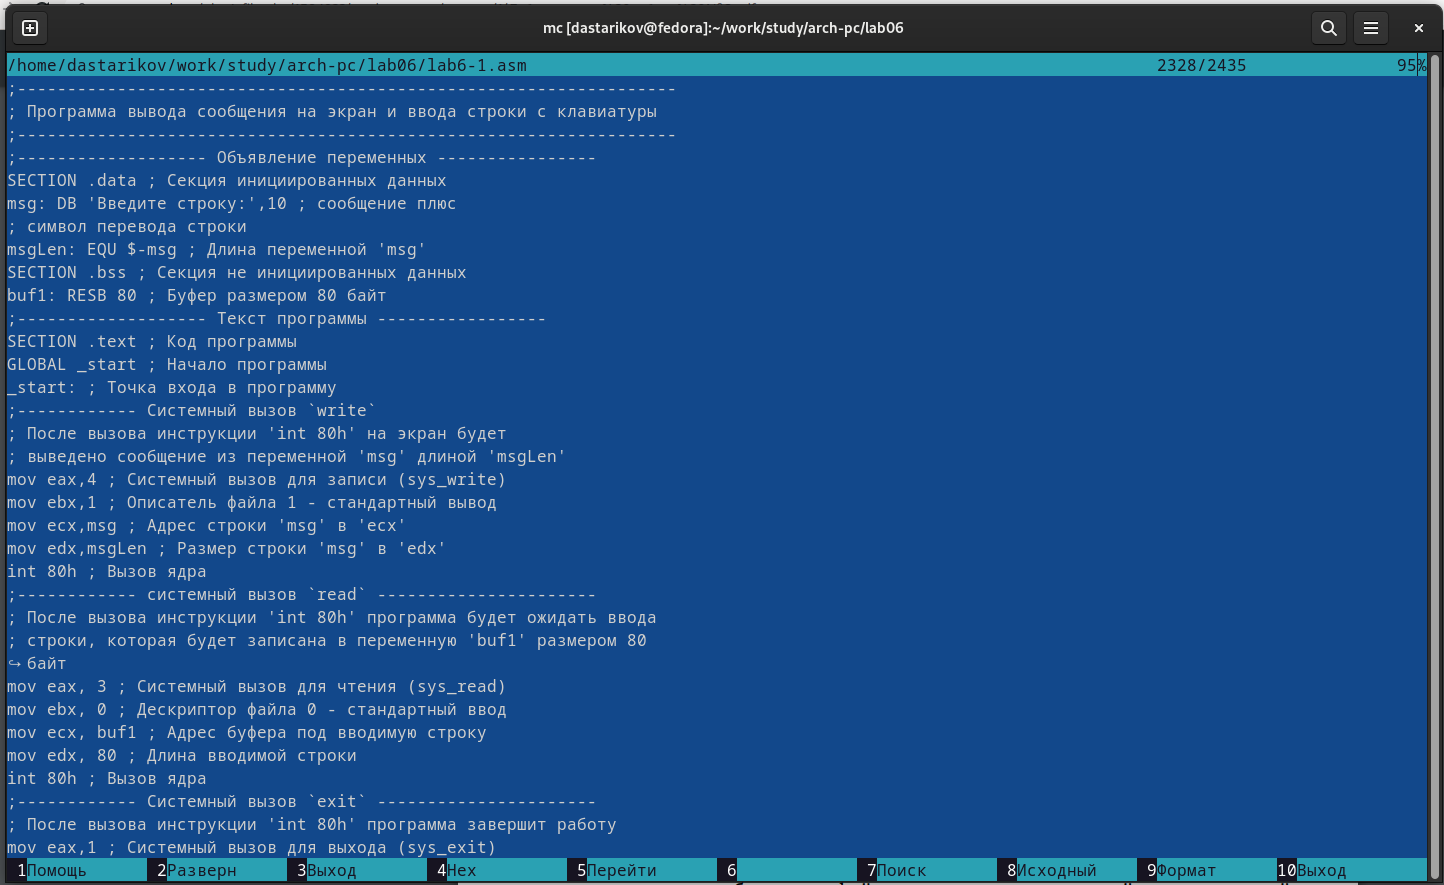 mc [dastarikov@fedora]:~/work/study/arch-pc/lab06
/home/dastarikov/work/study/arch-pc/lab06/lab6-1.asm 2328/2435 95%
;------------------------------------------------------------------
; Программа вывода сообщения на экран и ввода строки с клавиатуры
;------------------------------------------------------------------
;------------------- Объявление переменных ----------------
SECTION .data ; Секция инициированных данных
msg: DB 'Введите строку:',10 ; сообщение плюс
; символ перевода строки
msgLen: EQU $-msg ; Длина переменной 'msg'
SECTION .bss ; Секция не инициированных данных
buf1: RESB 80 ; Буфер размером 80 байт
;------------------- Текст программы -----------------
SECTION .text ; Код программы
GLOBAL _start ; Начало программы
_start: ; Точка входа в программу
;------------ Системный вызов `write`
; После вызова инструкции 'int 80h' на экран будет
; выведено сообщение из переменной 'msg' длиной 'msgLen'
mov eax,4 ; Системный вызов для записи (sys_write)
mov ebx,1 ; Описатель файла 1 - стандартный вывод
mov ecx,msg ; Адрес строки 'msg' в 'ecx'
mov edx,msgLen ; Размер строки 'msg' в 'edx'
int 80h ; Вызов ядра
;------------ системный вызов `read` ----------------------
; После вызова инструкции 'int 80h' программа будет ожидать ввода
; строки, которая будет записана в переменную 'buf1' размером 80
↪ байт
mov eax, 3 ; Системный вызов для чтения (sys_read)
mov ebx, 0 ; Дескриптор файла 0 - стандартный ввод
mov ecx, buf1 ; Адрес буфера под вводимую строку
mov edx, 80 ; Длина вводимой строки
int 80h ; Вызов ядра
;------------ Системный вызов `exit` ----------------------
; После вызова инструкции 'int 80h' программа завершит работу
mov eax,1 ; Системный вызов для выхода (sys_exit)
1Помощь 2Разверн 3Выход 4Hex 5Перейти 6 7Поиск 8Исходный 9Формат 10Выход